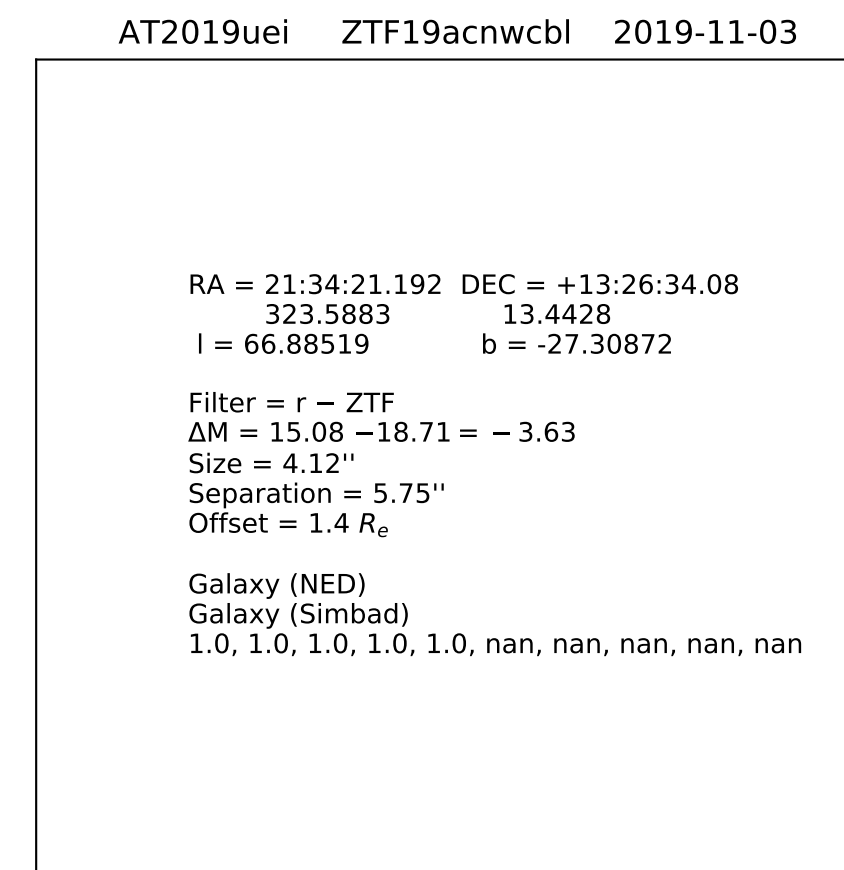 AT2019uei ZTF19acnwcbl 2019-11-03
RA = 21:34:21.192 DEC = +13:26:34.08
323.5883 13.4428
l = 66.88519 b = -27.30872
Filter = r − ZTF
ΔM = 15.08 −18.71 = − 3.63
Size = 4.12''
Separation = 5.75''
Offset = 1.4 Re
Galaxy (NED)
Galaxy (Simbad)
1.0, 1.0, 1.0, 1.0, 1.0, nan, nan, nan, nan, nan